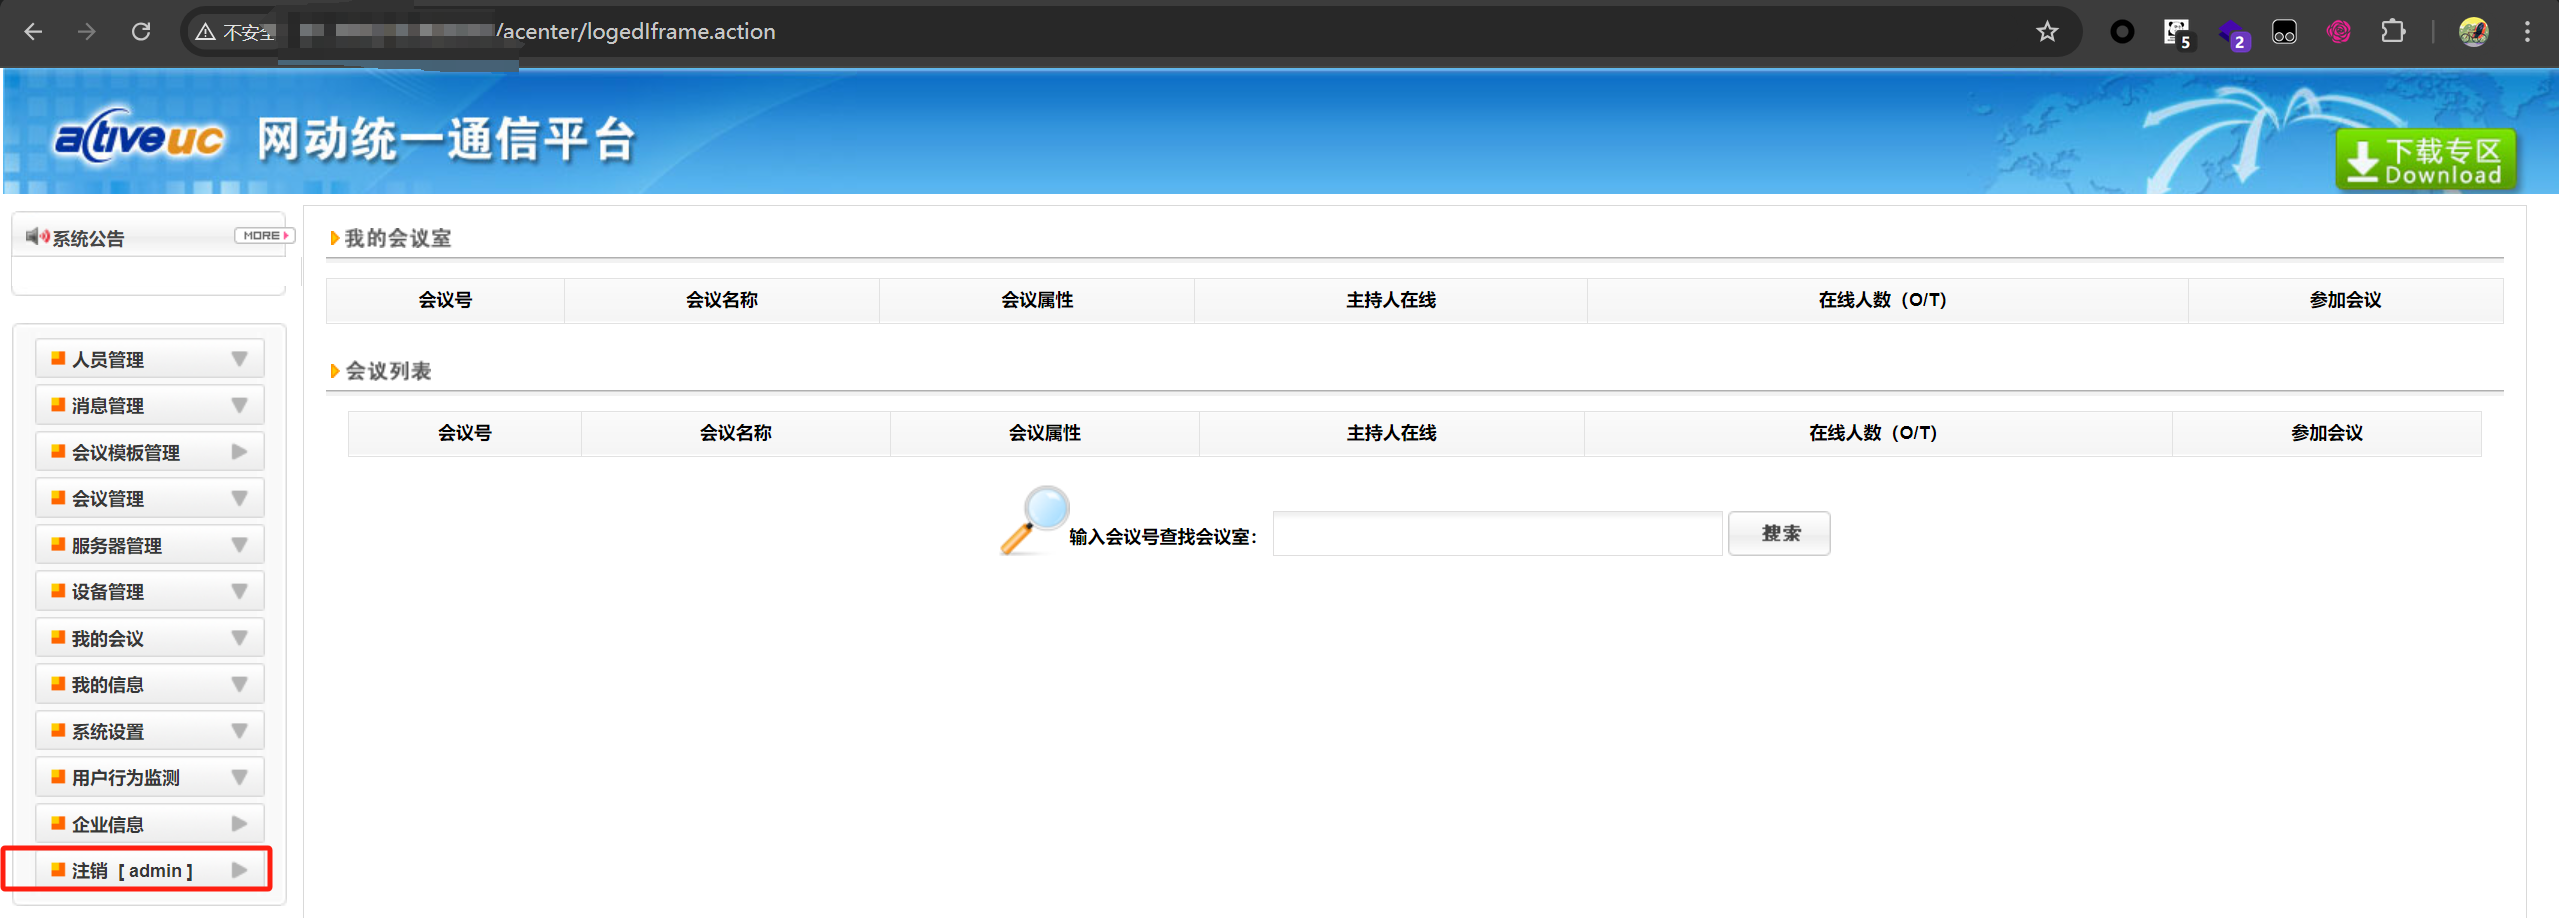 不安全
/acenter/logedIframe.action
5
2
activeuc 网动统一通信平台
下载专区
Download
系统公告 MORE
人员管理
消息管理
会议模板管理
会议管理
服务器管理
设备管理
我的会议
我的信息
系统设置
用户行为监测
企业信息
注销 [ admin ]
我的会议室
会议号 会议名称 会议属性 主持人在线 在线人数（O/T） 参加会议
会议列表
会议号 会议名称 会议属性 主持人在线 在线人数（O/T） 参加会议
输入会议号查找会议室： 搜索